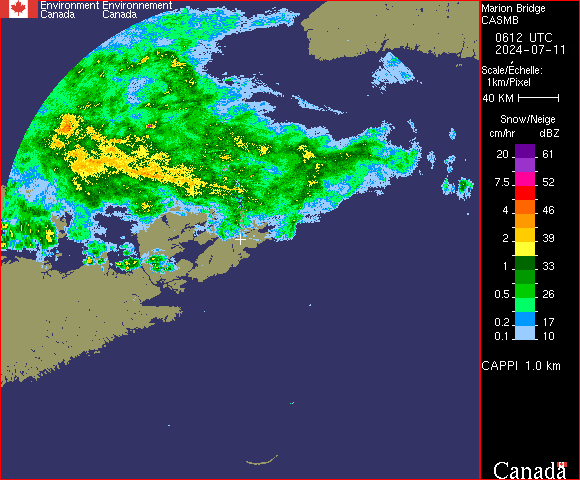 Environment Environnement
Canada Canada
Marion Bridge
CASMB
0612 UTC
2024-07-11
Scale/Échelle:
1km/Pixel
40 KM
Snow/Neige
cm/hr dBZ
20 61
7.5 52
4 46
2 39
1 33
0.5 26
0.2 17
0.1 10
CAPPI 1.0 km
Canada